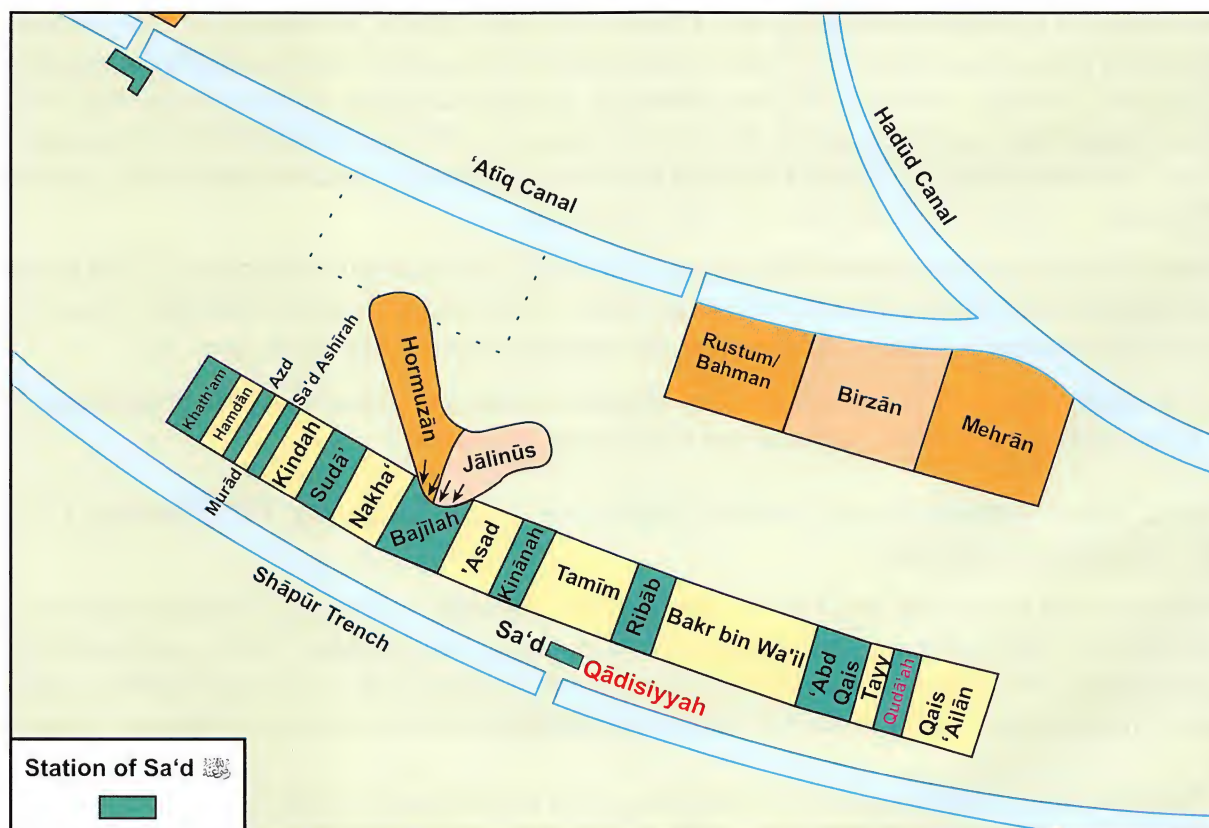 'Atīq Canal
Hadūd Canal
Rustum/
Bahman
Birzān
Mehrān
Hormuzān
Jālinūs
Khath'am
Hamdān
Azd
Murād
Sa'd Ashīrah
Kindah
Sudā'
Nakha'
Bajīlah
'Asad
Kinānah
Tamīm
Ribāb
Bakr bin Wa'il
'Abd
Qais
Tayy
Qudā'ah
Qais
'Ailān
Shāpūr Trench
Sa'd
Qādisiyyah
Station of Sa'd